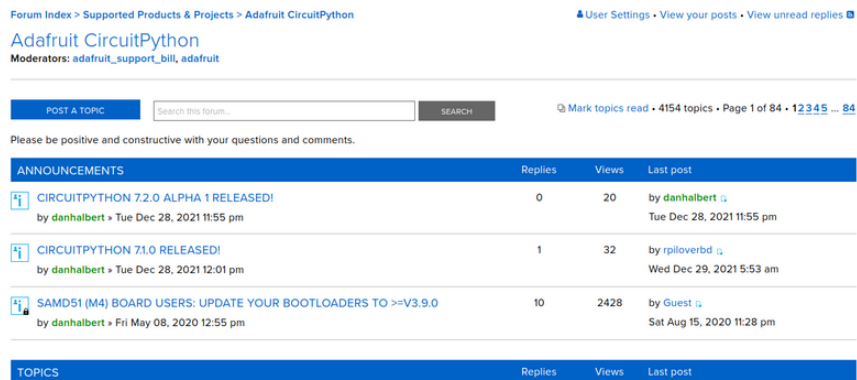 Forum Index > Supported Products & Projects > Adafruit CircuitPython
User Settings • View your posts • View unread replies
Adafruit CircuitPython
Moderators: adafruit_support_bill, adafruit
POST A TOPIC
Search this forum...
SEARCH
Mark topics read • 4154 topics • Page 1 of 84 • 1 2 3 4 5 ... 84
Please be positive and constructive with your questions and comments.
ANNOUNCEMENTS Replies Views Last post
CIRCUITPYTHON 7.2.0 ALPHA 1 RELEASED! 0 20 by danhalbert
by danhalbert » Tue Dec 28, 2021 11:55 pm Tue Dec 28, 2021 11:55 pm
CIRCUITPYTHON 7.1.0 RELEASED! 1 32 by rpiloverbd
by danhalbert » Tue Dec 28, 2021 12:01 pm Wed Dec 29, 2021 5:53 am
SAMD51 (M4) BOARD USERS: UPDATE YOUR BOOTLOADERS TO >=V3.9.0 10 2428 by Guest
by danhalbert » Fri May 08, 2020 12:55 pm Sat Aug 15, 2020 11:28 pm
TOPICS Replies Views Last post